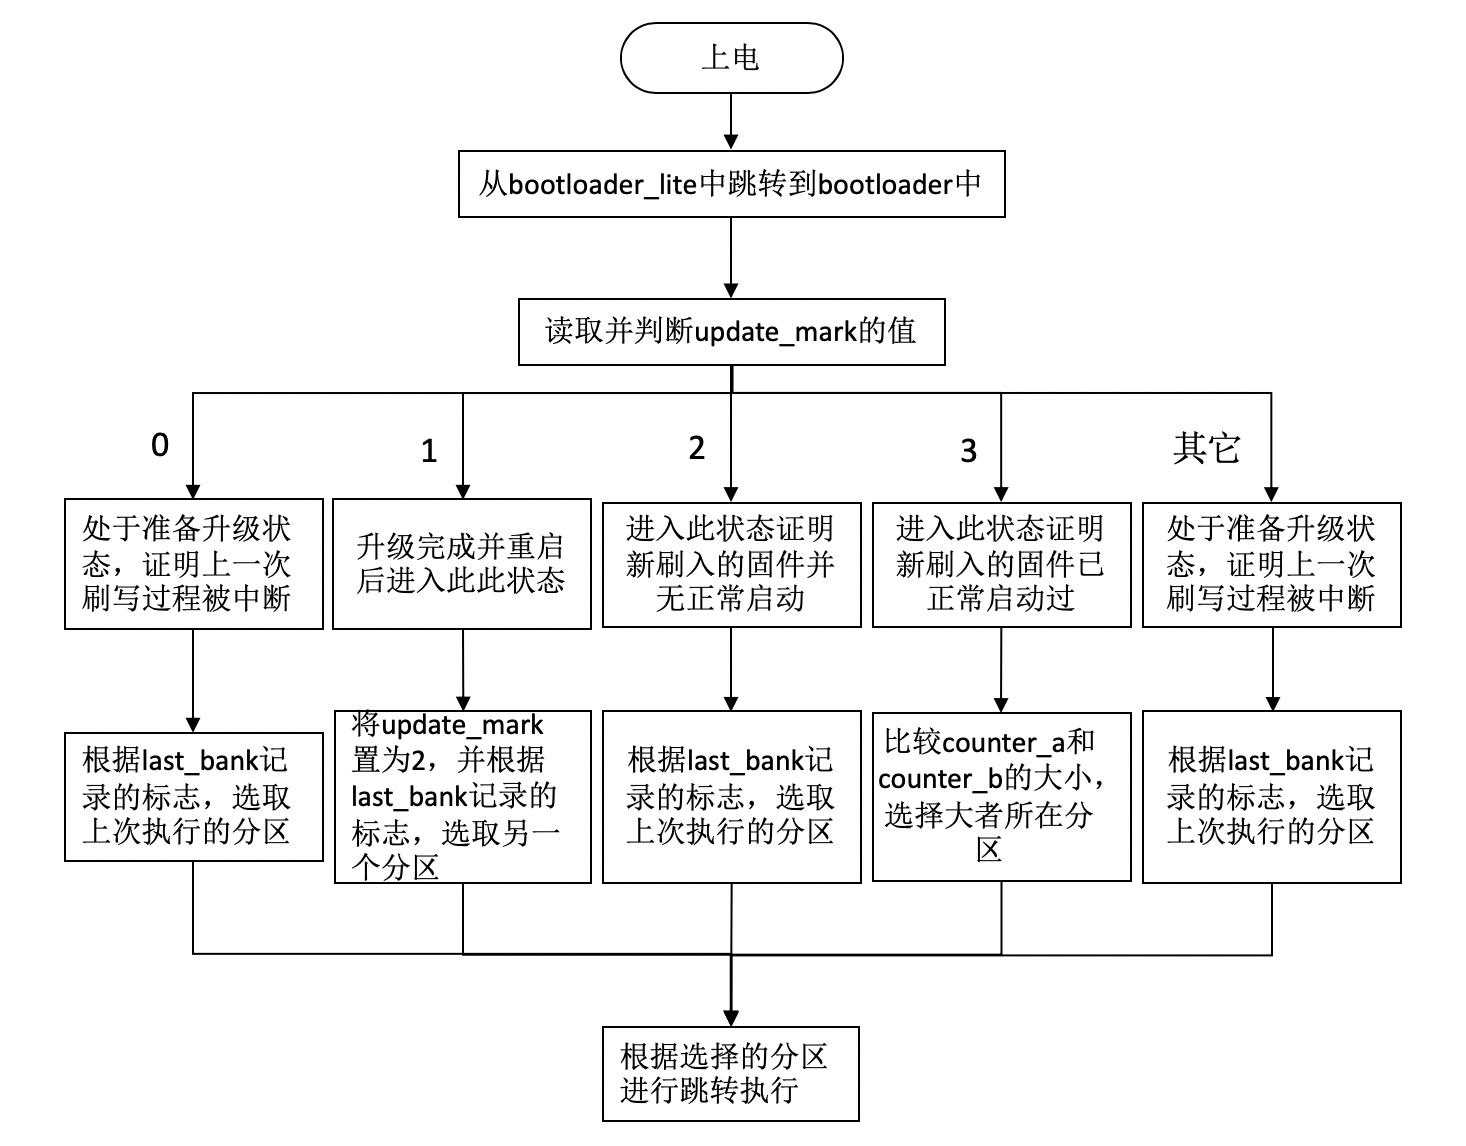 上电
从bootloader_lite中跳转到bootloader中
读取并判断update_mark的值
0
1
2
3
其它
处于准备升级状
态，证明上一次
刷写过程被中断
升级完成并重启
后进入此此状态
进入此状态证明
新刷入的固件并
无正常启动
进入此状态证明
新刷入的固件已
正常启动过
处于准备升级状
态，证明上一次
刷写过程被中断
根据last_bank记
录的标志，选取
上次执行的分区
将update_mark
置为2，并根据
last_bank记录的
标志，选取另一
个分区
根据last_bank记
录的标志，选取
上次执行的分区
比较counter_a和
counter_b的大小，
选择大者所在分
区
根据last_bank记
录的标志，选取
上次执行的分区
根据选择的分区
进行跳转执行